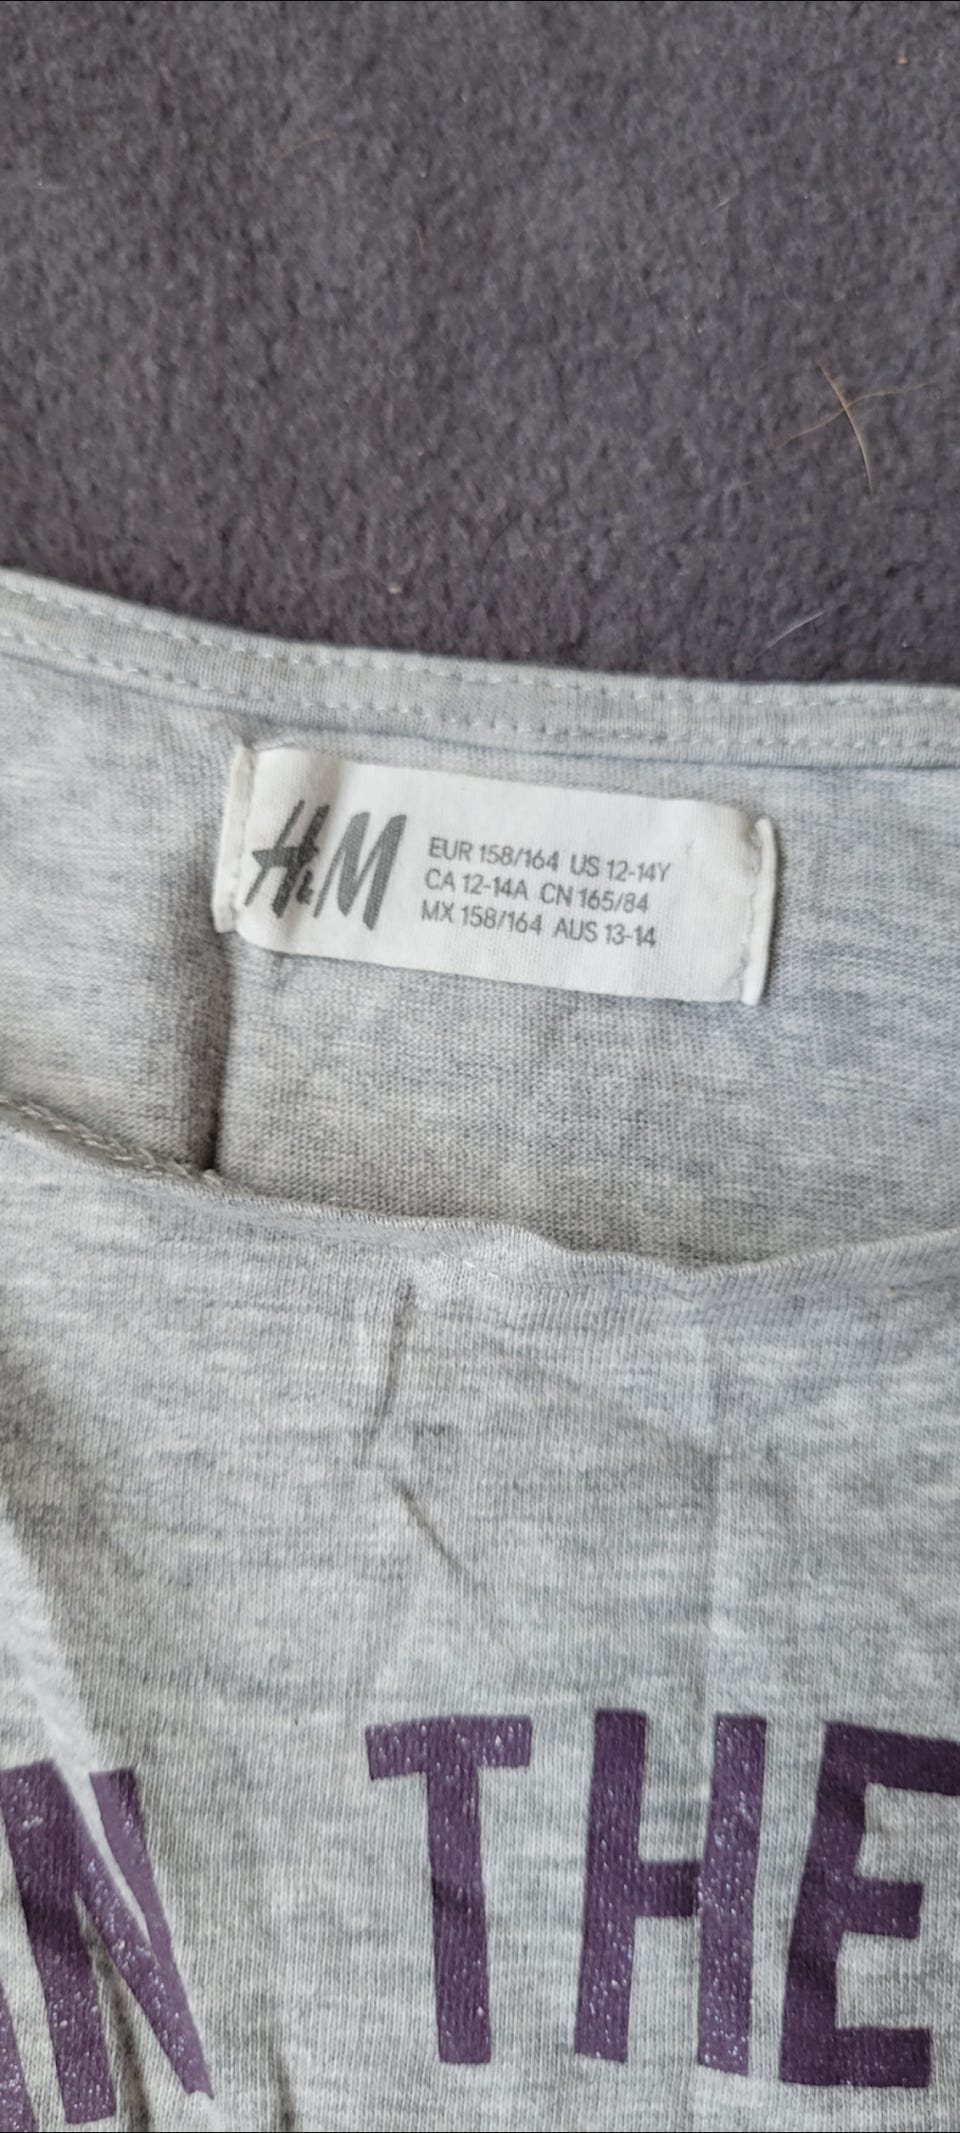 H&M
EUR 158/164 US 12-14Y
CA 12-14A CN 165/84
MX 158/164 AUS 13-14
THE